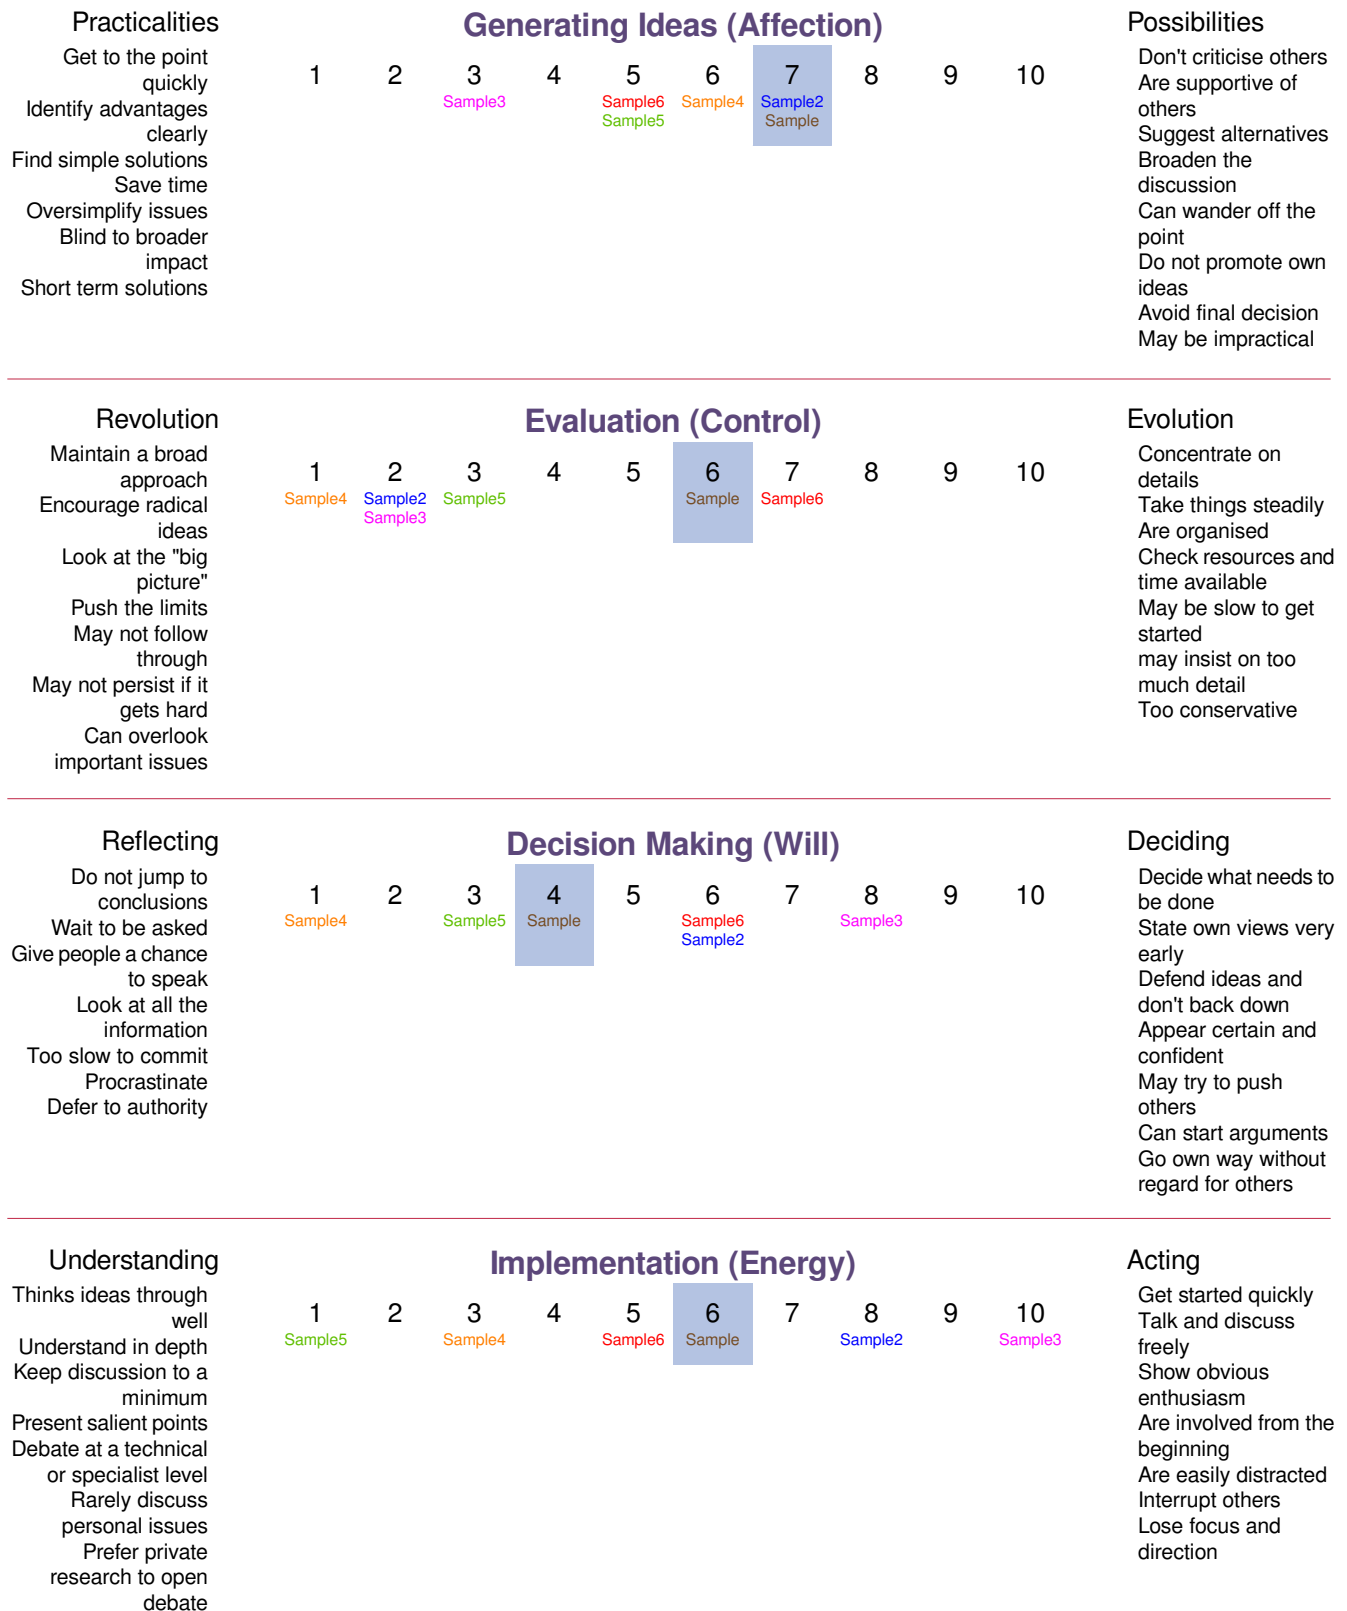 Practicalities
Get to the point
quickly
Identify advantages
clearly
Find simple solutions
Save time
Oversimplify issues
Blind to broader
impact
Short term solutions
Generating Ideas (Affection)
1 2 3 4 5 6 7 8 9 10
Sample3 Sample6 Sample4 Sample2
Sample5 Sample
Possibilities
Don't criticise others
Are supportive of
others
Suggest alternatives
Broaden the
discussion
Can wander off the
point
Do not promote own
ideas
Avoid final decision
May be impractical
Revolution
Maintain a broad
approach
Encourage radical
ideas
Look at the "big
picture"
Push the limits
May not follow
through
May not persist if it
gets hard
Can overlook
important issues
Evaluation (Control)
1 2 3 4 5 6 7 8 9 10
Sample4 Sample2 Sample5 Sample Sample6
Sample3
Evolution
Concentrate on
details
Take things steadily
Are organised
Check resources and
time available
May be slow to get
started
may insist on too
much detail
Too conservative
Reflecting
Do not jump to
conclusions
Wait to be asked
Give people a chance
to speak
Look at all the
information
Too slow to commit
Procrastinate
Defer to authority
Decision Making (Will)
1 2 3 4 5 6 7 8 9 10
Sample4 Sample5 Sample Sample6 Sample3
Sample2
Deciding
Decide what needs to
be done
State own views very
early
Defend ideas and
don't back down
Appear certain and
confident
May try to push
others
Can start arguments
Go own way without
regard for others
Understanding
Thinks ideas through
well
Understand in depth
Keep discussion to a
minimum
Present salient points
Debate at a technical
or specialist level
Rarely discuss
personal issues
Prefer private
research to open
debate
Implementation (Energy)
1 2 3 4 5 6 7 8 9 10
Sample5 Sample4 Sample6 Sample Sample2 Sample3
Acting
Get started quickly
Talk and discuss
freely
Show obvious
enthusiasm
Are involved from the
beginning
Are easily distracted
Interrupt others
Lose focus and
direction